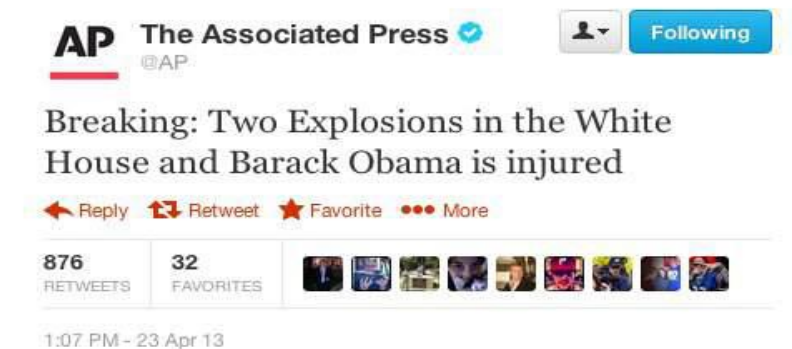 AP The Associated Press Following
@AP
Breaking: Two Explosions in the White
House and Barack Obama is injured
Reply Retweet Favorite More
876 32
RETWEETS FAVORITES
1:07 PM - 23 Apr 13